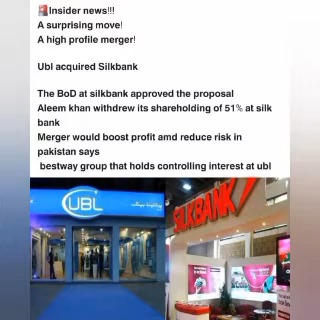 🚨Insider news!!!
A surprising move!
A high profile merger!
Ubl acquired Silkbank
The BoD at silkbank approved the proposal
Aleem khan withdrew its shareholding of 51% at silk
bank
Merger would boost profit amd reduce risk in
pakistan says
bestway group that holds controlling interest at ubl
UBL
SILKBANK